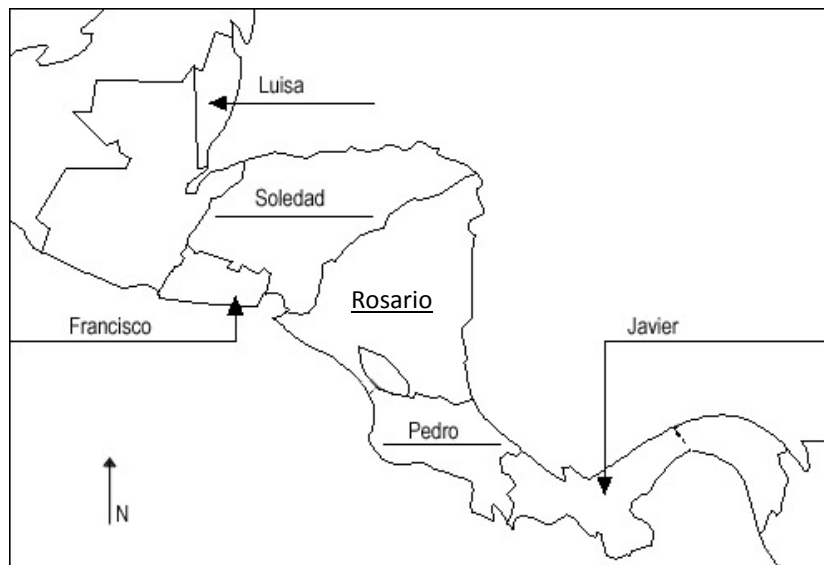 Luisa
Soledad
Rosario
Francisco
Javier
Pedro
N